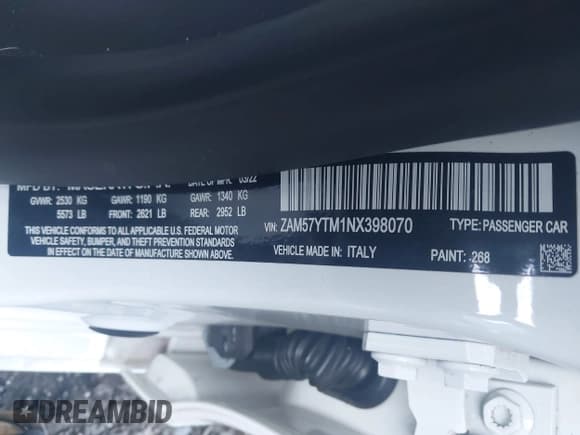 MFD BY: MASERATI S.P.A. DATE OF MFR: 03/22
GVWR: 2530 KG GAWR: 1190 KG GAWR: 1340 KG
5573 LB FRONT: 2621 LB REAR: 2952 LB
THIS VEHICLE CONFORMS TO ALL APPLICABLE U.S. FEDERAL MOTOR
VEHICLE SAFETY, BUMPER, AND THEFT PREVENTION STANDARDS
IN EFFECT ON THE DATE OF MANUFACTURE SHOWN ABOVE.
VIN: ZAM57YTM1NX398070 TYPE: PASSENGER CAR
VEHICLE MADE IN: ITALY PAINT: 268
DREAMBID